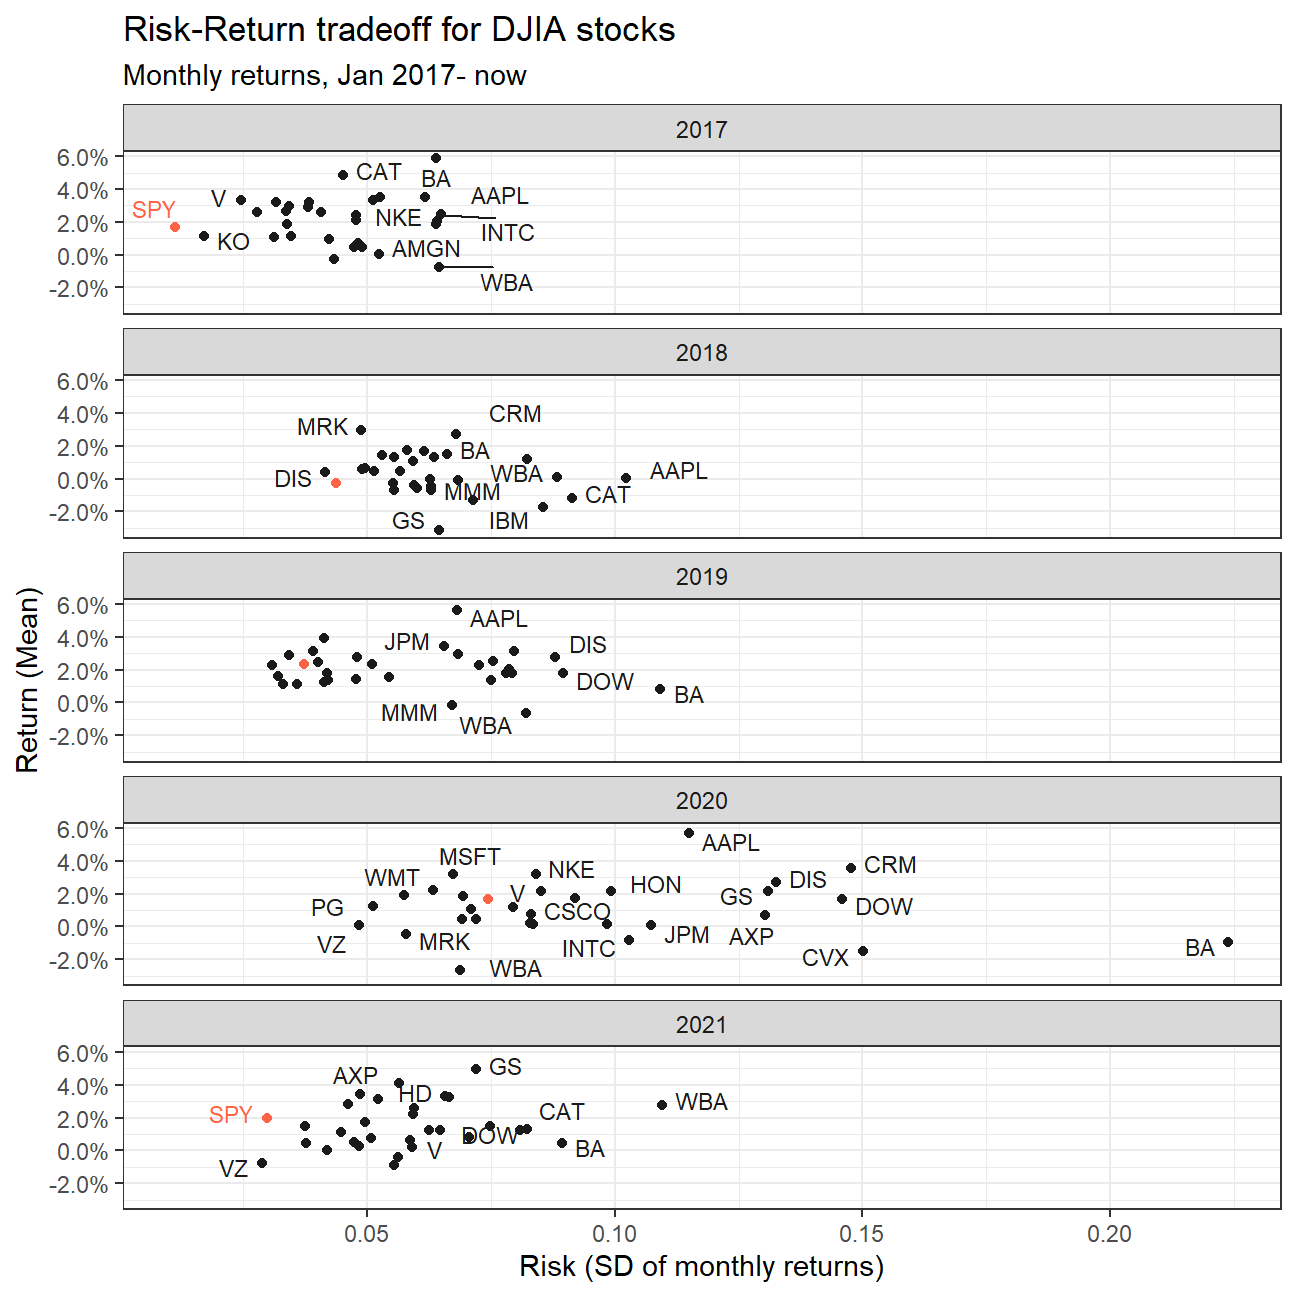 Risk-Return tradeoff for DJIA stocks
Monthly returns, Jan 2017- now
Return (Mean)
2017
6.0%
4.0%
2.0%
0.0%
-2.0%
CAT
BA
V
AAPL
SPY
NKE
INTC
KO
AMGN
WBA
2018
6.0%
4.0%
2.0%
0.0%
-2.0%
CRM
MRK
BA
WBA
AAPL
DIS
MMM
CAT
GS
IBM
2019
6.0%
4.0%
2.0%
0.0%
-2.0%
AAPL
JPM
DIS
DOW
BA
MMM
WBA
2020
6.0%
4.0%
2.0%
0.0%
-2.0%
AAPL
MSFT
NKE
CRM
WMT
HON
DIS
V
GS
PG
CSCO
DOW
VZ
MRK
INTC
JPM
AXP
BA
CVX
WBA
2021
6.0%
4.0%
2.0%
0.0%
-2.0%
GS
AXP
HD
WBA
SPY
CAT
DOW
V
BA
VZ
0.05
0.10
0.15
0.20
Risk (SD of monthly returns)